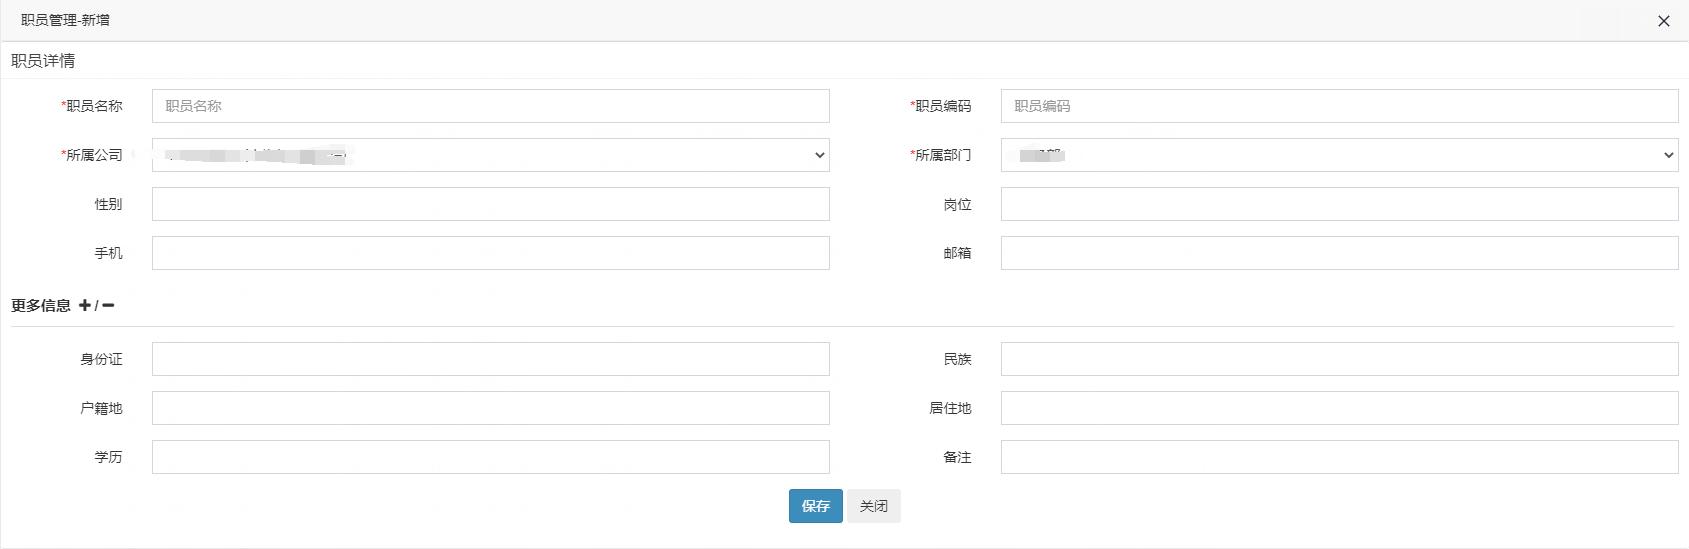 职员管理-新增
职员详情
*职员名称 职员名称 *职员编码 职员编码
*所属公司 *所属部门
性别 岗位
手机 邮箱
更多信息 + / -
身份证 民族
户籍地 居住地
学历 备注
保存 关闭